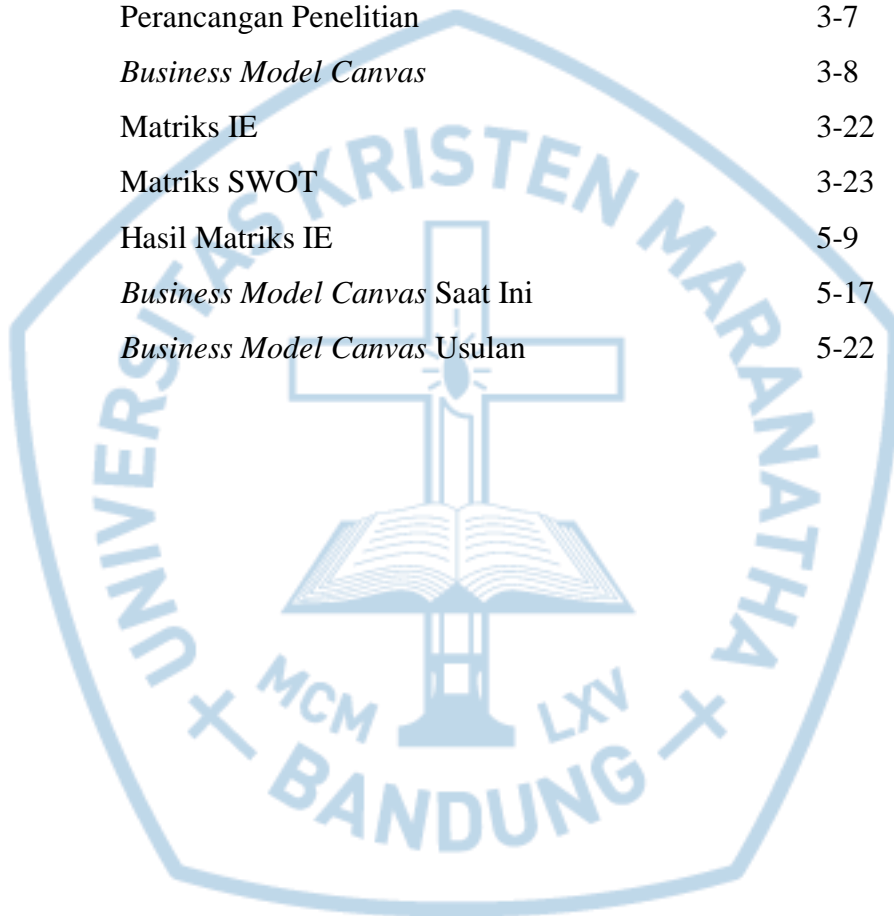 Perancangan Penelitian 3-7
Business Model Canvas 3-8
Matriks IE 3-22
Matriks SWOT 3-23
Hasil Matriks IE 5-9
Business Model Canvas Saat Ini 5-17
Business Model Canvas Usulan 5-22
UNIVERSITAS KRISTEN MARANATHA
MCM LXV
BANDUNG